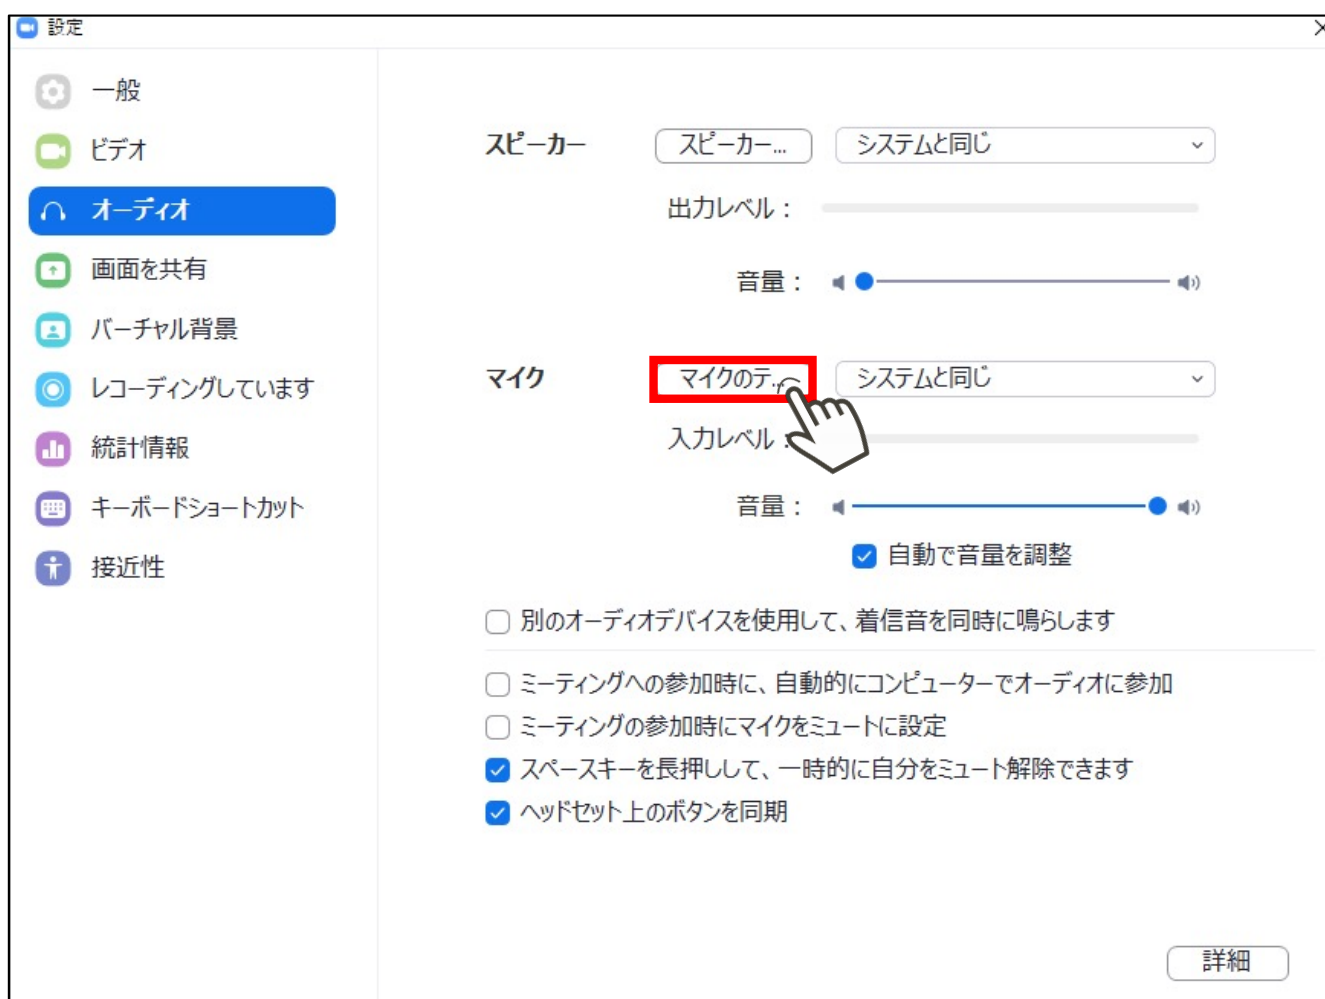 設定
一般
ビデオ
オーディオ
画面を共有
バーチャル背景
レコーディングしています
統計情報
キーボードショートカット
接近性
スピーカー スピーカー... システムと同じ
出力レベル：
音量：
マイク マイクのテ... システムと同じ
入力レベル：
音量：
自動で音量を調整
別のオーディオデバイスを使用して、着信音を同時に鳴らします
ミーティングへの参加時に、自動的にコンピューターでオーディオに参加
ミーティングの参加時にマイクをミュートに設定
スペースキーを長押しして、一時的に自分をミュート解除できます
ヘッドセット上のボタンを同期
詳細